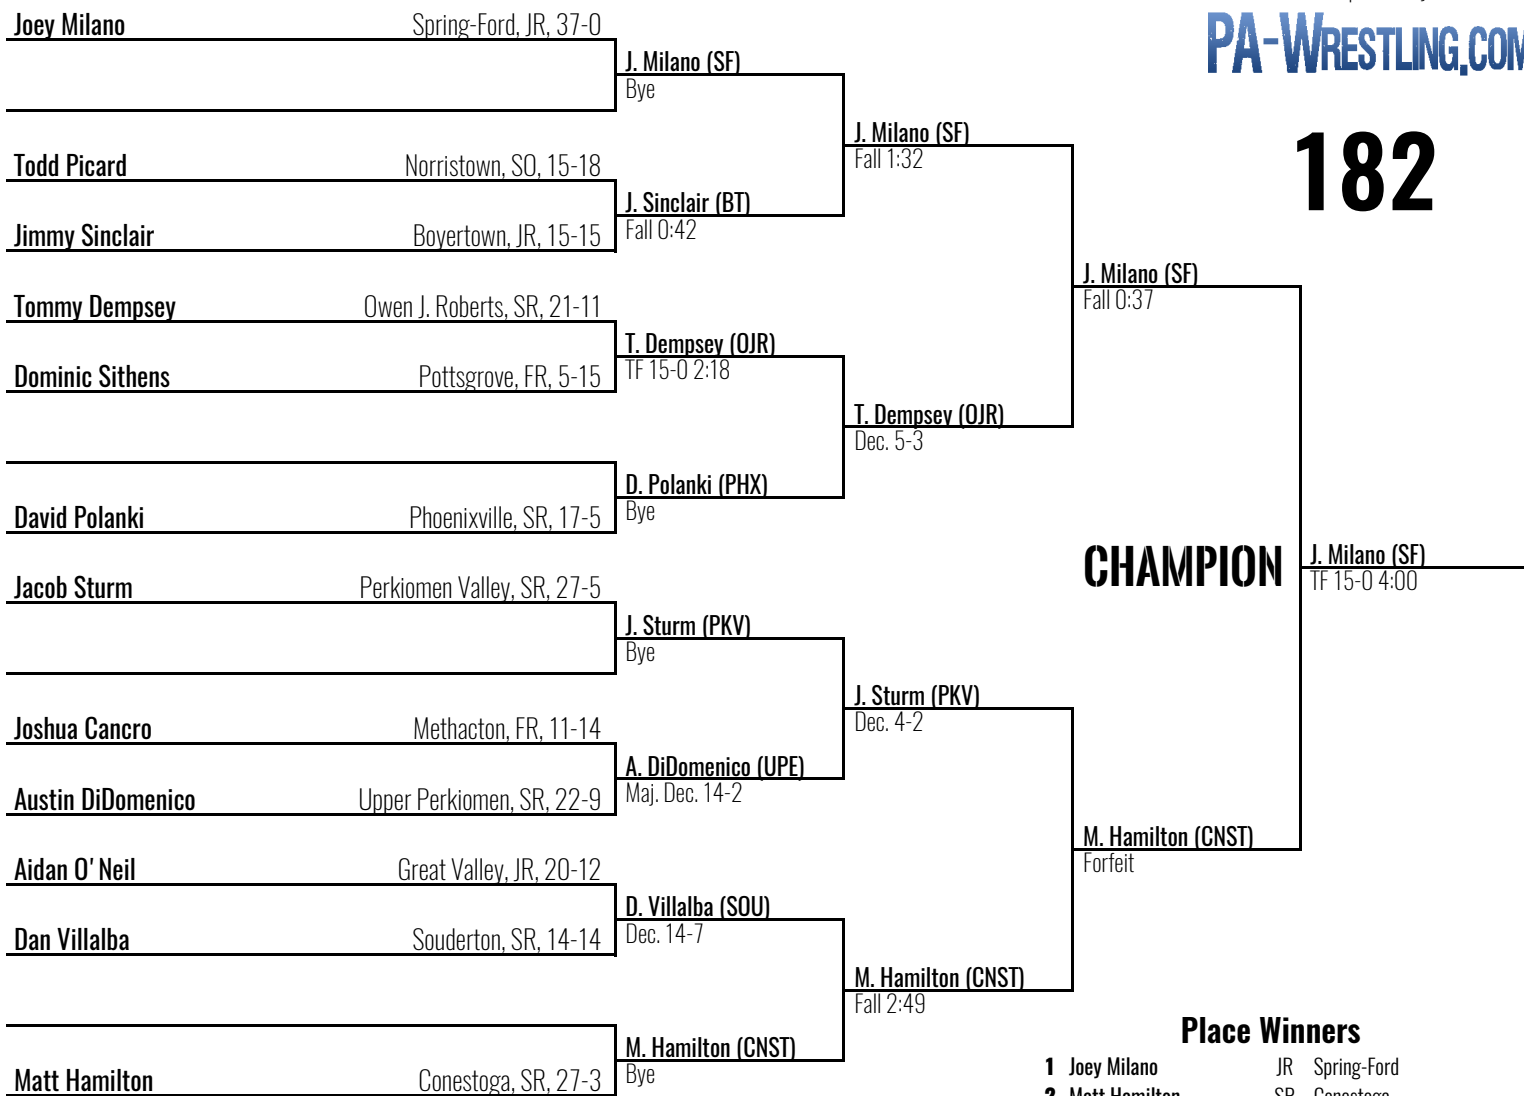 Joey Milano Spring-Ford, JR, 37-0
J. Milano (SF)
Bye
Todd Picard Norristown, SO, 15-18
J. Sinclair (BT)
Fall 0:42
Jimmy Sinclair Boyertown, JR, 15-15
J. Milano (SF)
Fall 1:32
Tommy Dempsey Owen J. Roberts, SR, 21-11
T. Dempsey (OJR)
TF 15-0 2:18
Dominic Sithens Pottsgrove, FR, 5-15
T. Dempsey (OJR)
Dec. 5-3
D. Polanki (PHX)
Bye
David Polanki Phoenixville, SR, 17-5
J. Milano (SF)
Fall 0:37
Jacob Sturm Perkiomen Valley, SR, 27-5
J. Sturm (PKV)
Bye
Joshua Cancro Methacton, FR, 11-14
A. DiDomenico (UPE)
Maj. Dec. 14-2
Austin DiDomenico Upper Perkiomen, SR, 22-9
J. Sturm (PKV)
Dec. 4-2
Aidan O'Neil Great Valley, JR, 20-12
D. Villalba (SOU)
Dec. 14-7
Dan Villalba Souderton, SR, 14-14
M. Hamilton (CNST)
Fall 2:49
M. Hamilton (CNST)
Bye
Matt Hamilton Conestoga, SR, 27-3
M. Hamilton (CNST)
Forfeit
PA-WRESTLING.COM
182
CHAMPION
J. Milano (SF)
TF 15-0 4:00
Place Winners
1 Joey Milano JR Spring-Ford
2 Matt Hamilton SR Conestoga